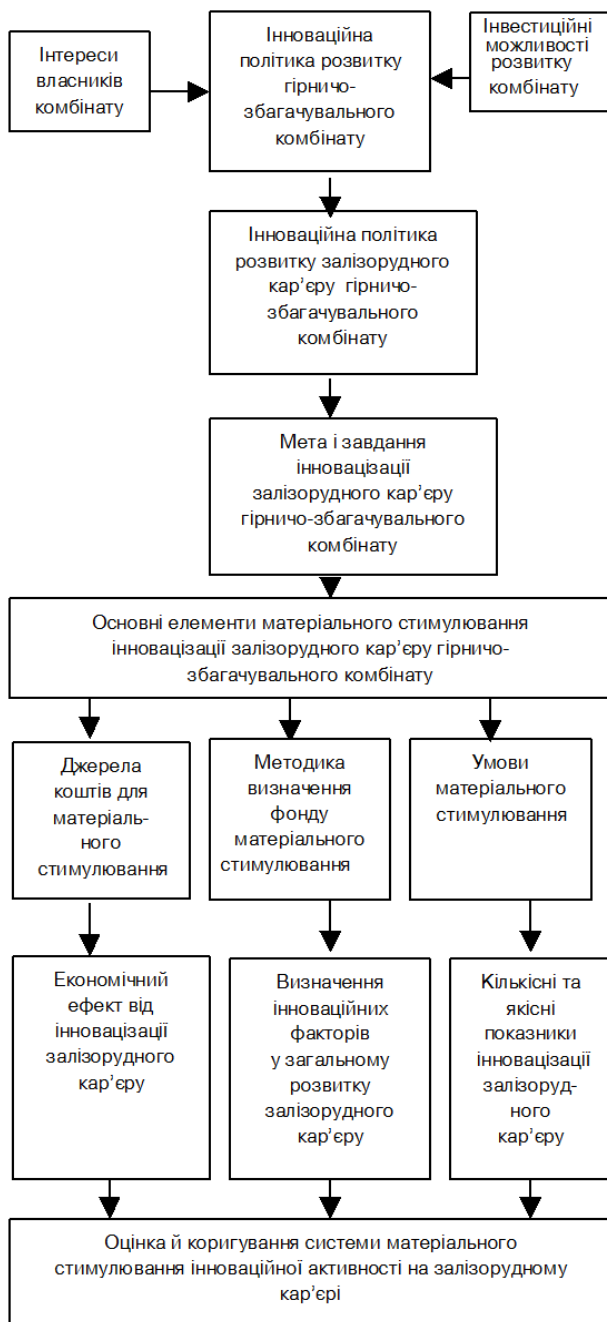 Інтереси
власників
комбінату
Інноваційна
політика розвитку
гірничо-
збагачувального
комбінату
Інвестиційні
можливості
розвитку
комбінату
Інноваційна політика
розвитку залізорудного
кар’єру гірничо-
збагачувального
комбінату
Мета і завдання
інновацізації
залізорудного кар’єру
гірничо-збагачувального
комбінату
Основні елементи матеріального стимулювання
інновацізації залізорудного кар’єру гірничо-
збагачувального комбінату
Джерела
коштів для
матеріаль-
ного
стимулювання
Методика
визначення
фонду
матеріального
стимулювання
Умови
матеріального
стимулювання
Економічний
ефект від
інновацізації
залізорудного
кар’єру
Визначення
інноваційних
факторів
у загальному
розвитку
залізорудного
кар’єру
Кількісні та
якісні
показники
інновацізації
залізоруд-
ного
кар’єру
Оцінка й коригування системи матеріального
стимулювання інноваційної активності на залізорудному
кар’єрі